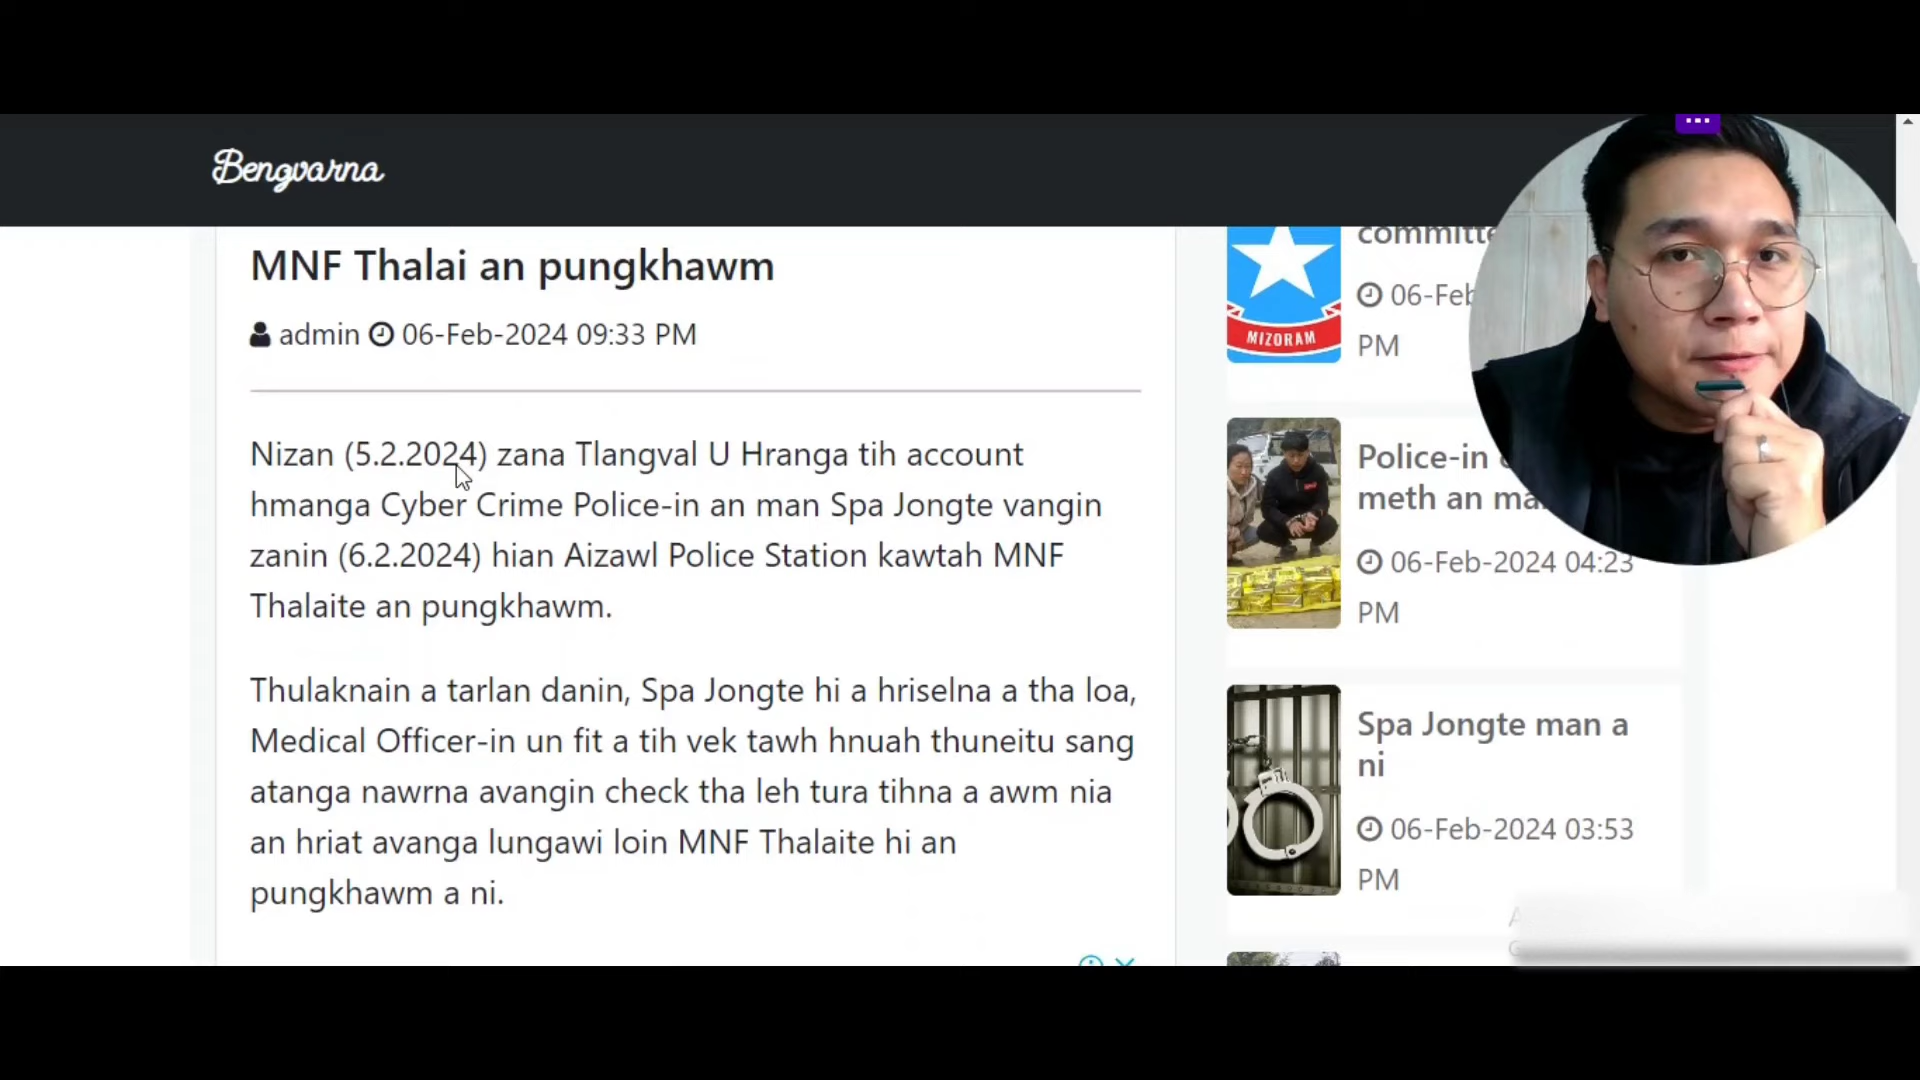 Bengvarna
MNF Thalai an pungkhawm
admin 06-Feb-2024 09:33 PM
Nizan (5.2.2024) zana Tlangval U Hranga tih account
hmanga Cyber Crime Police-in an man Spa Jongte vangin
zanin (6.2.2024) hian Aizawl Police Station kawtah MNF
Thalaite an pungkhawm.
Thulaknain a tarlan danin, Spa Jongte hi a hriselna a tha loa,
Medical Officer-in un fit a tih vek tawh hnuah thuneitu sang
atanga nawrna avangin check tha leh tura tihna a awm nia
an hriat avanga lungawi loin MNF Thalaite hi an
pungkhawm a ni.
06-Feb
PM
MIZORAM
Police-in
meth an
06-Feb-2024 04:23
PM
Spa Jongte man a
ni
06-Feb-2024 03:53
PM